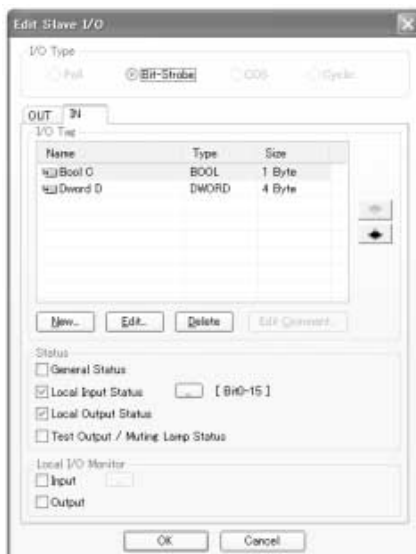 Edit Slave I/O
I/O Type
Poll Bit-Strobe COS Cyclic
OUT IN
I/O Tag
Name Type Size
Bool C BOOL 1 Byte
Dword D DWORD 4 Byte
New... Edit... Delete Edit Comment...
Status
General Status
Local Input Status ... [ Bit0-15 ]
Local Output Status
Test Output / Muting Lamp Status
Local I/O Monitor
Input ...
Output
OK Cancel